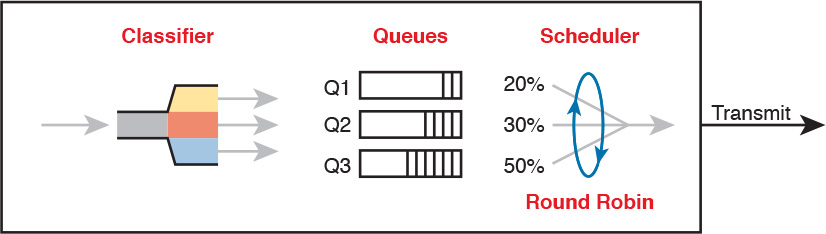 Classifier
Queues
Scheduler
Q1
20%
Q2
30%
Q3
50%
Round Robin
Transmit